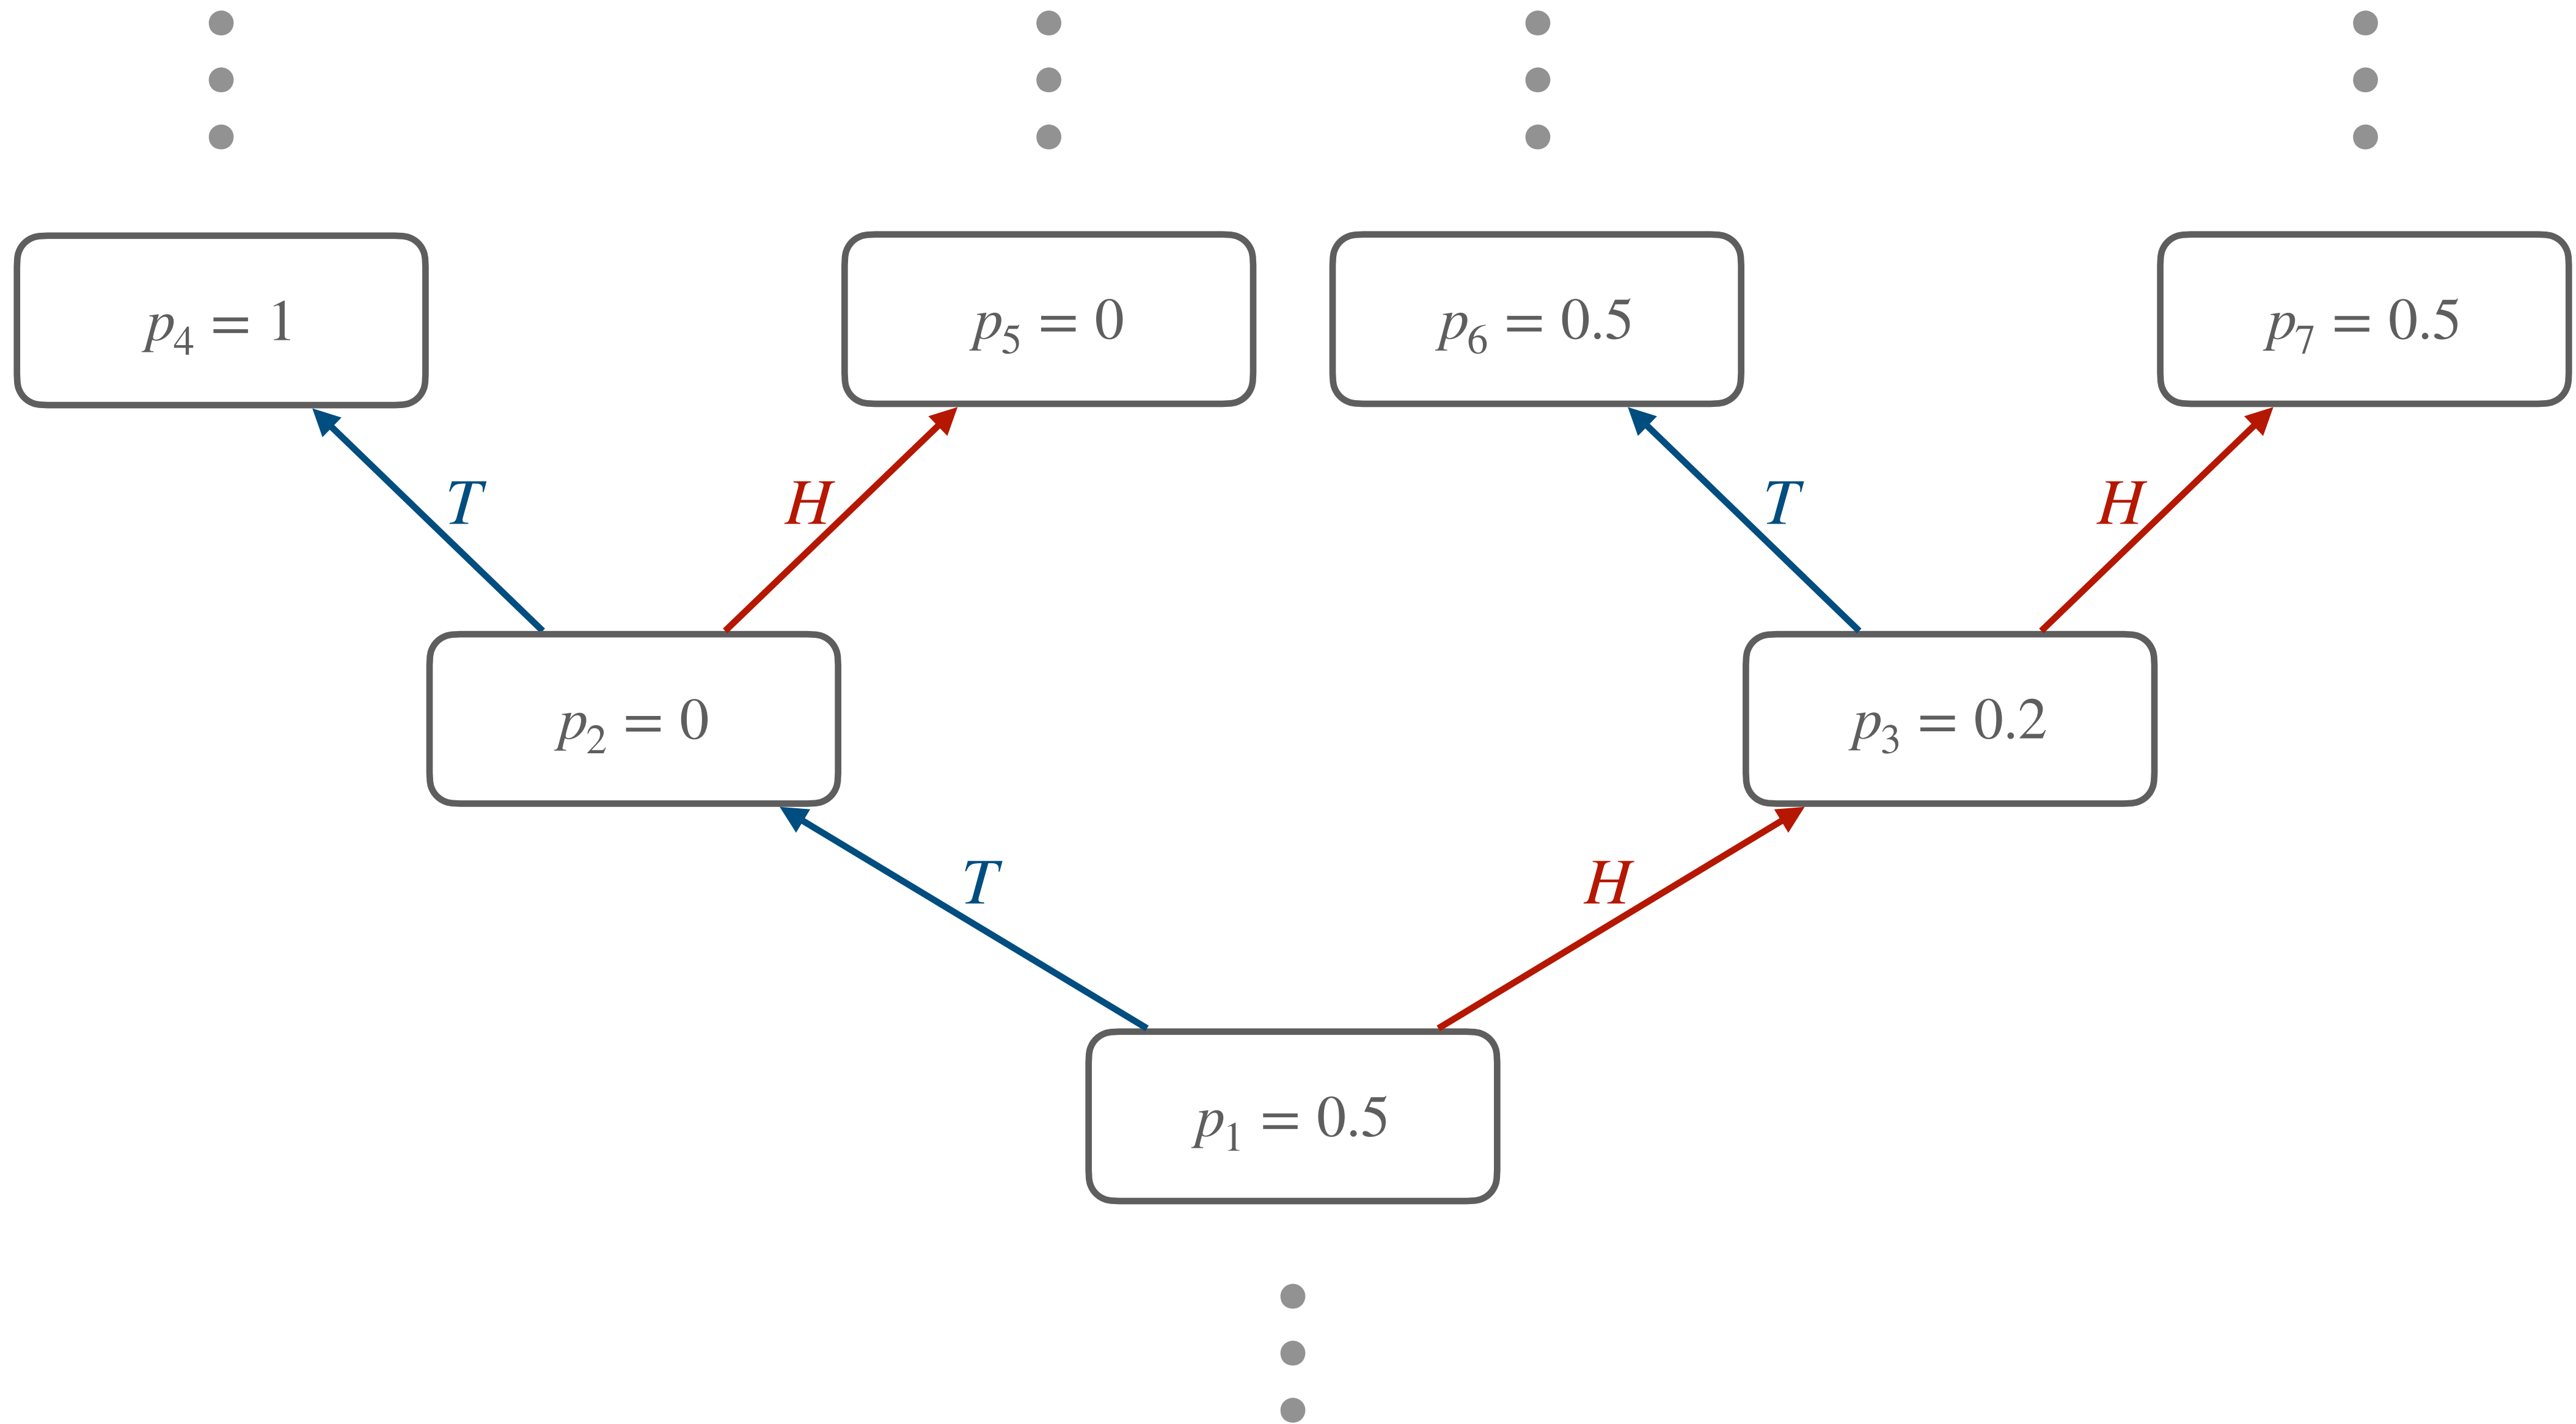 p₄ = 1
p₅ = 0
p₆ = 0.5
p₇ = 0.5
T
H
T
H
p₂ = 0
p₃ = 0.2
T
H
p₁ = 0.5